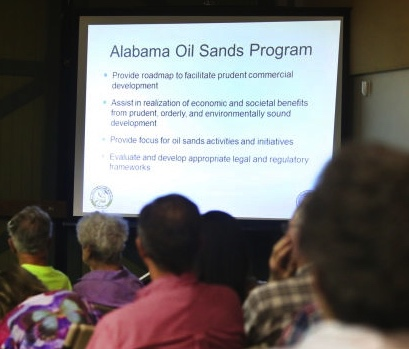 Alabama Oil Sands Program
Provide roadmap to facilitate prudent commercial
development
Assist in realization of economic and societal benefits
from prudent, orderly, and environmentally sound
development
Provide focus for oil sands activities and initiatives
Evaluate and develop appropriate legal and regulatory
frameworks